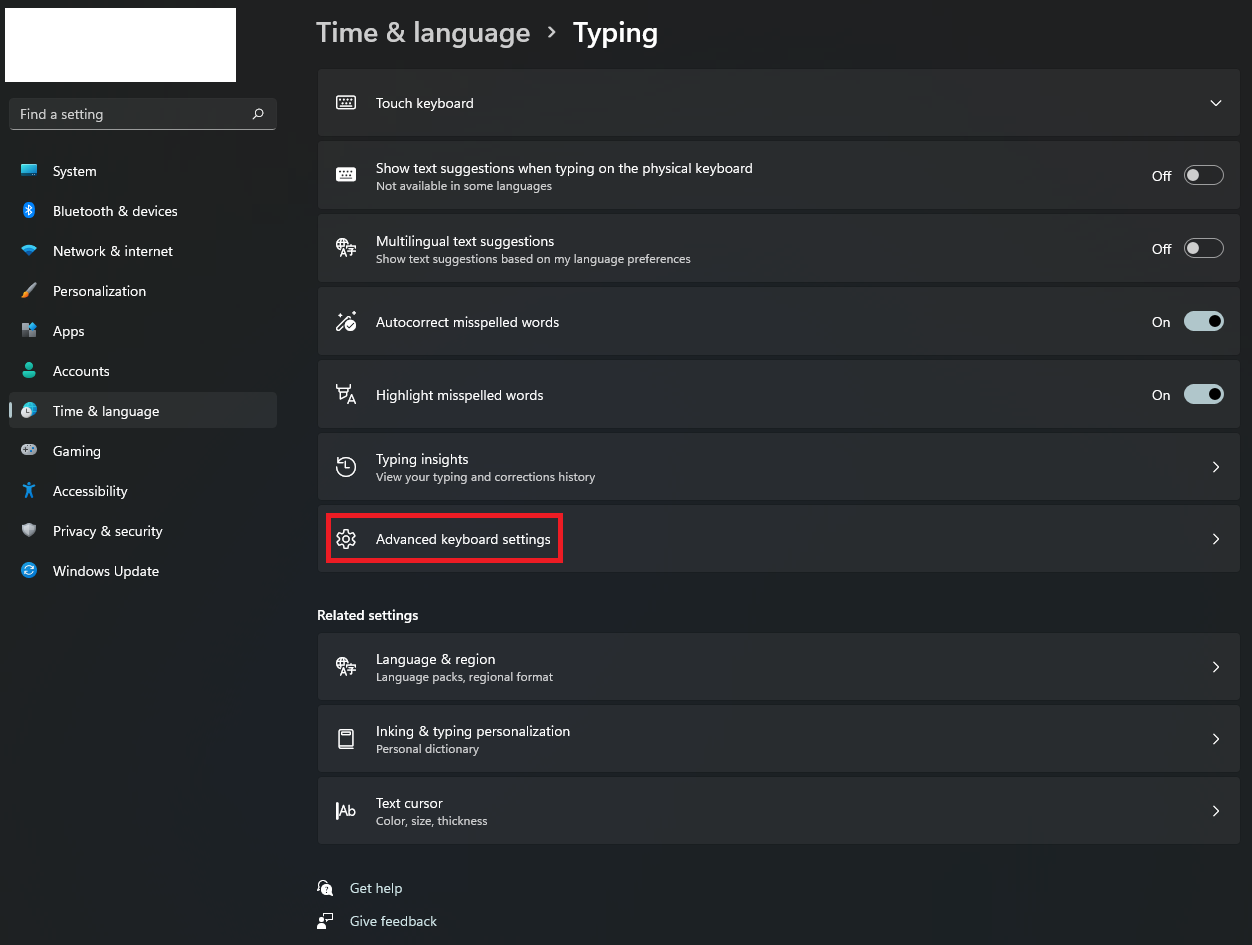 Time & language > Typing
Find a setting
System
Bluetooth & devices
Network & internet
Personalization
Apps
Accounts
Time & language
Gaming
Accessibility
Privacy & security
Windows Update
Touch keyboard
Show text suggestions when typing on the physical keyboard
Not available in some languages
Off
Multilingual text suggestions
Show text suggestions based on my language preferences
Off
Autocorrect misspelled words
On
Highlight misspelled words
On
Typing insights
View your typing and corrections history
Advanced keyboard settings
Related settings
Language & region
Language packs, regional format
Inking & typing personalization
Personal dictionary
Text cursor
Color, size, thickness
Get help
Give feedback